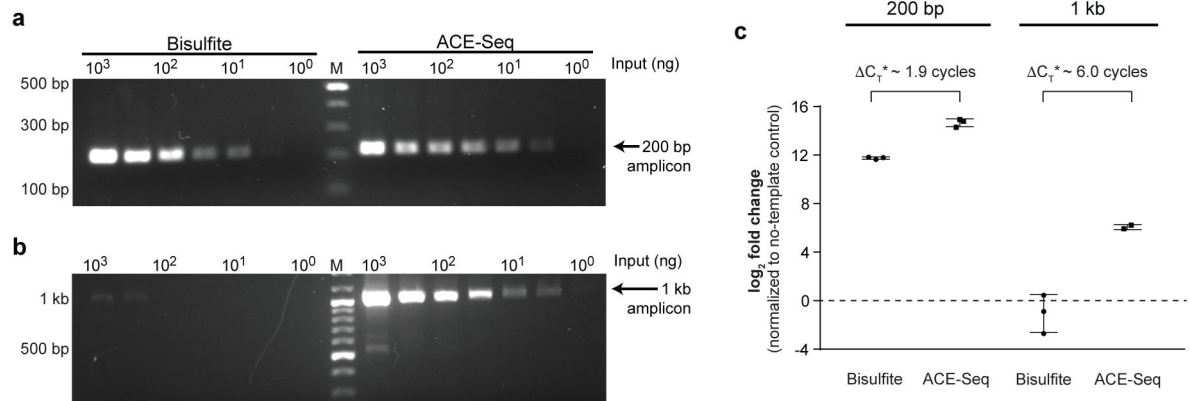 a
Bisulfite
ACE-Seq
10³ 10² 10¹ 10⁰ M 10³ 10² 10¹ 10⁰ Input (ng)
500 bp
300 bp
100 bp
200 bp
amplicon
b
10³ 10² 10¹ 10⁰ M 10³ 10² 10¹ 10⁰ Input (ng)
1 kb
500 bp
1 kb
amplicon
c
200 bp 1 kb
ΔC_T* ~ 1.9 cycles ΔC_T* ~ 6.0 cycles
log₂ fold change
(normalized to no-template control)
16
12
8
4
0
-4
Bisulfite ACE-Seq Bisulfite ACE-Seq